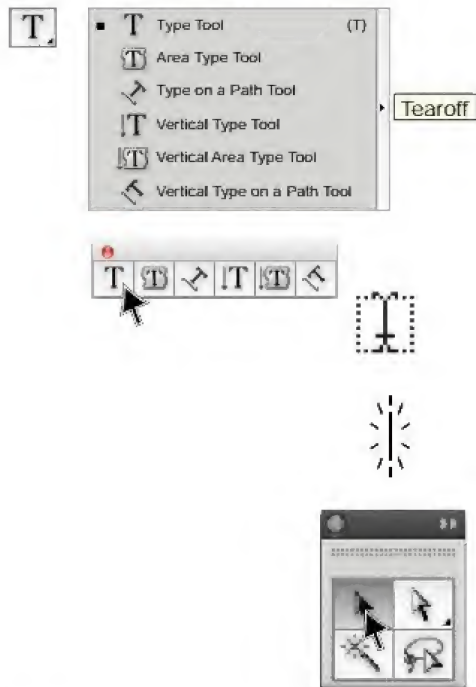 T
T Type Tool (T)
T Area Type Tool
T Type on a Path Tool
Tearoff
T Vertical Type Tool
T Vertical Area Type Tool
T Vertical Type on a Path Tool
T T T T T T